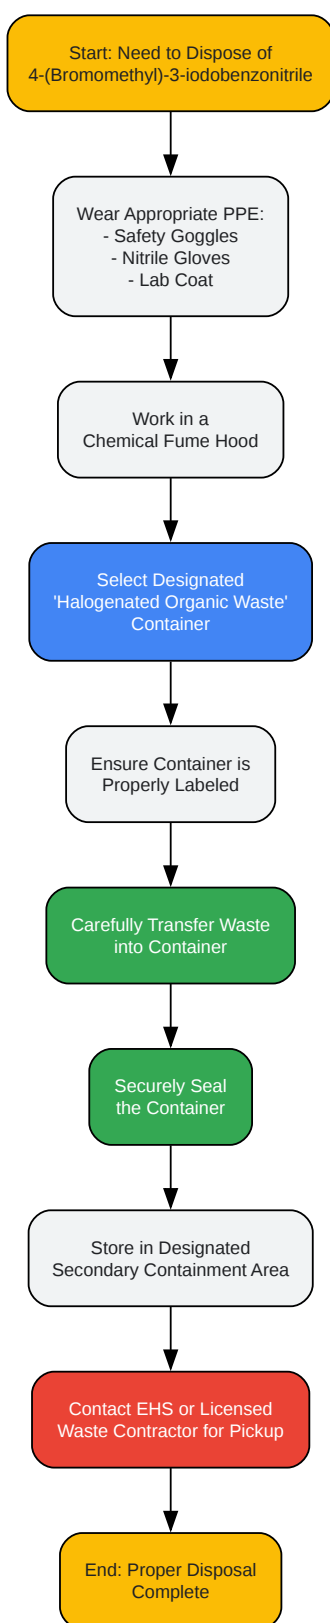 Start: Need to Dispose of
4-(Bromomethyl)-3-iodobenzonitrile
Wear Appropriate PPE:
- Safety Goggles
- Nitrile Gloves
- Lab Coat
Work in a
Chemical Fume Hood
Select Designated
'Halogenated Organic Waste'
Container
Ensure Container is
Properly Labeled
Carefully Transfer Waste
into Container
Securely Seal
the Container
Store in Designated
Secondary Containment Area
Contact EHS or Licensed
Waste Contractor for Pickup
End: Proper Disposal
Complete